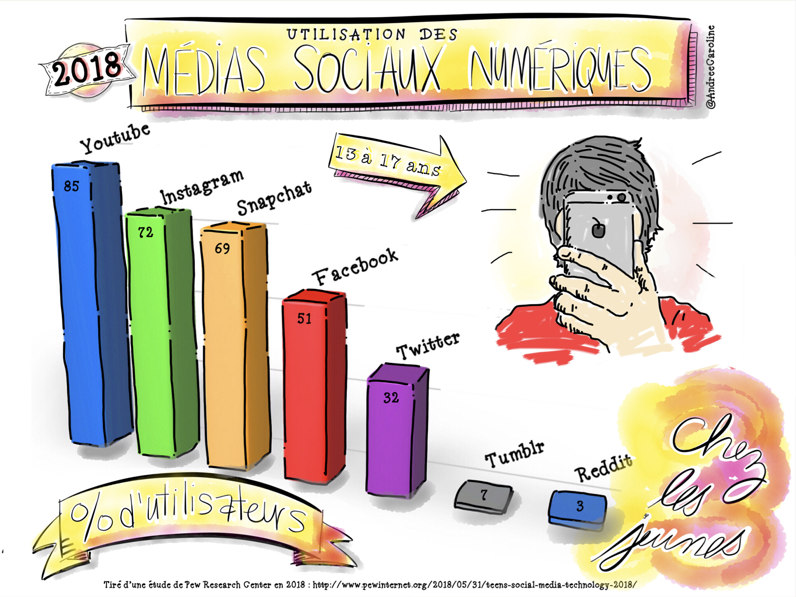 UTILISATION DES
2018
MÉDIAS SOCIAUX NUMÉRIQUES
@AndreeCaroline
Youtube
85
Instagram
72
Snapchat
69
13 à 17 ans
Facebook
51
Twitter
32
Tumblr
7
Reddit
3
Chez
les
jeunes
% d'utilisateurs
Tiré d'une étude de Pew Research Center en 2018 : http://www.pewinternet.org/2018/05/31/teens-social-media-technology-2018/